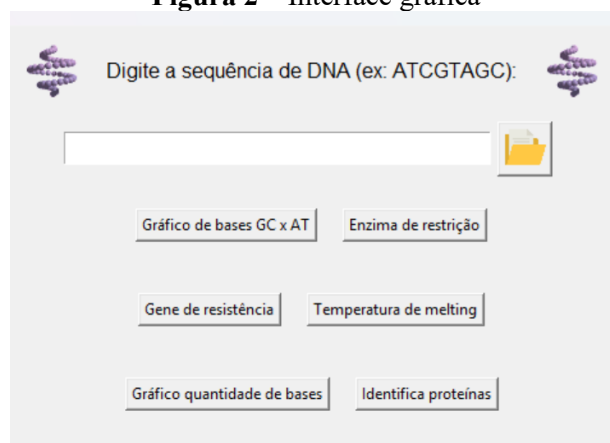 Figura 2 – Interface gráfica
Digite a sequência de DNA (ex: ATCGTAGC):
Gráfico de bases GC x AT
Enzima de restrição
Gene de resistência
Temperatura de melting
Gráfico quantidade de bases
Identifica proteínas